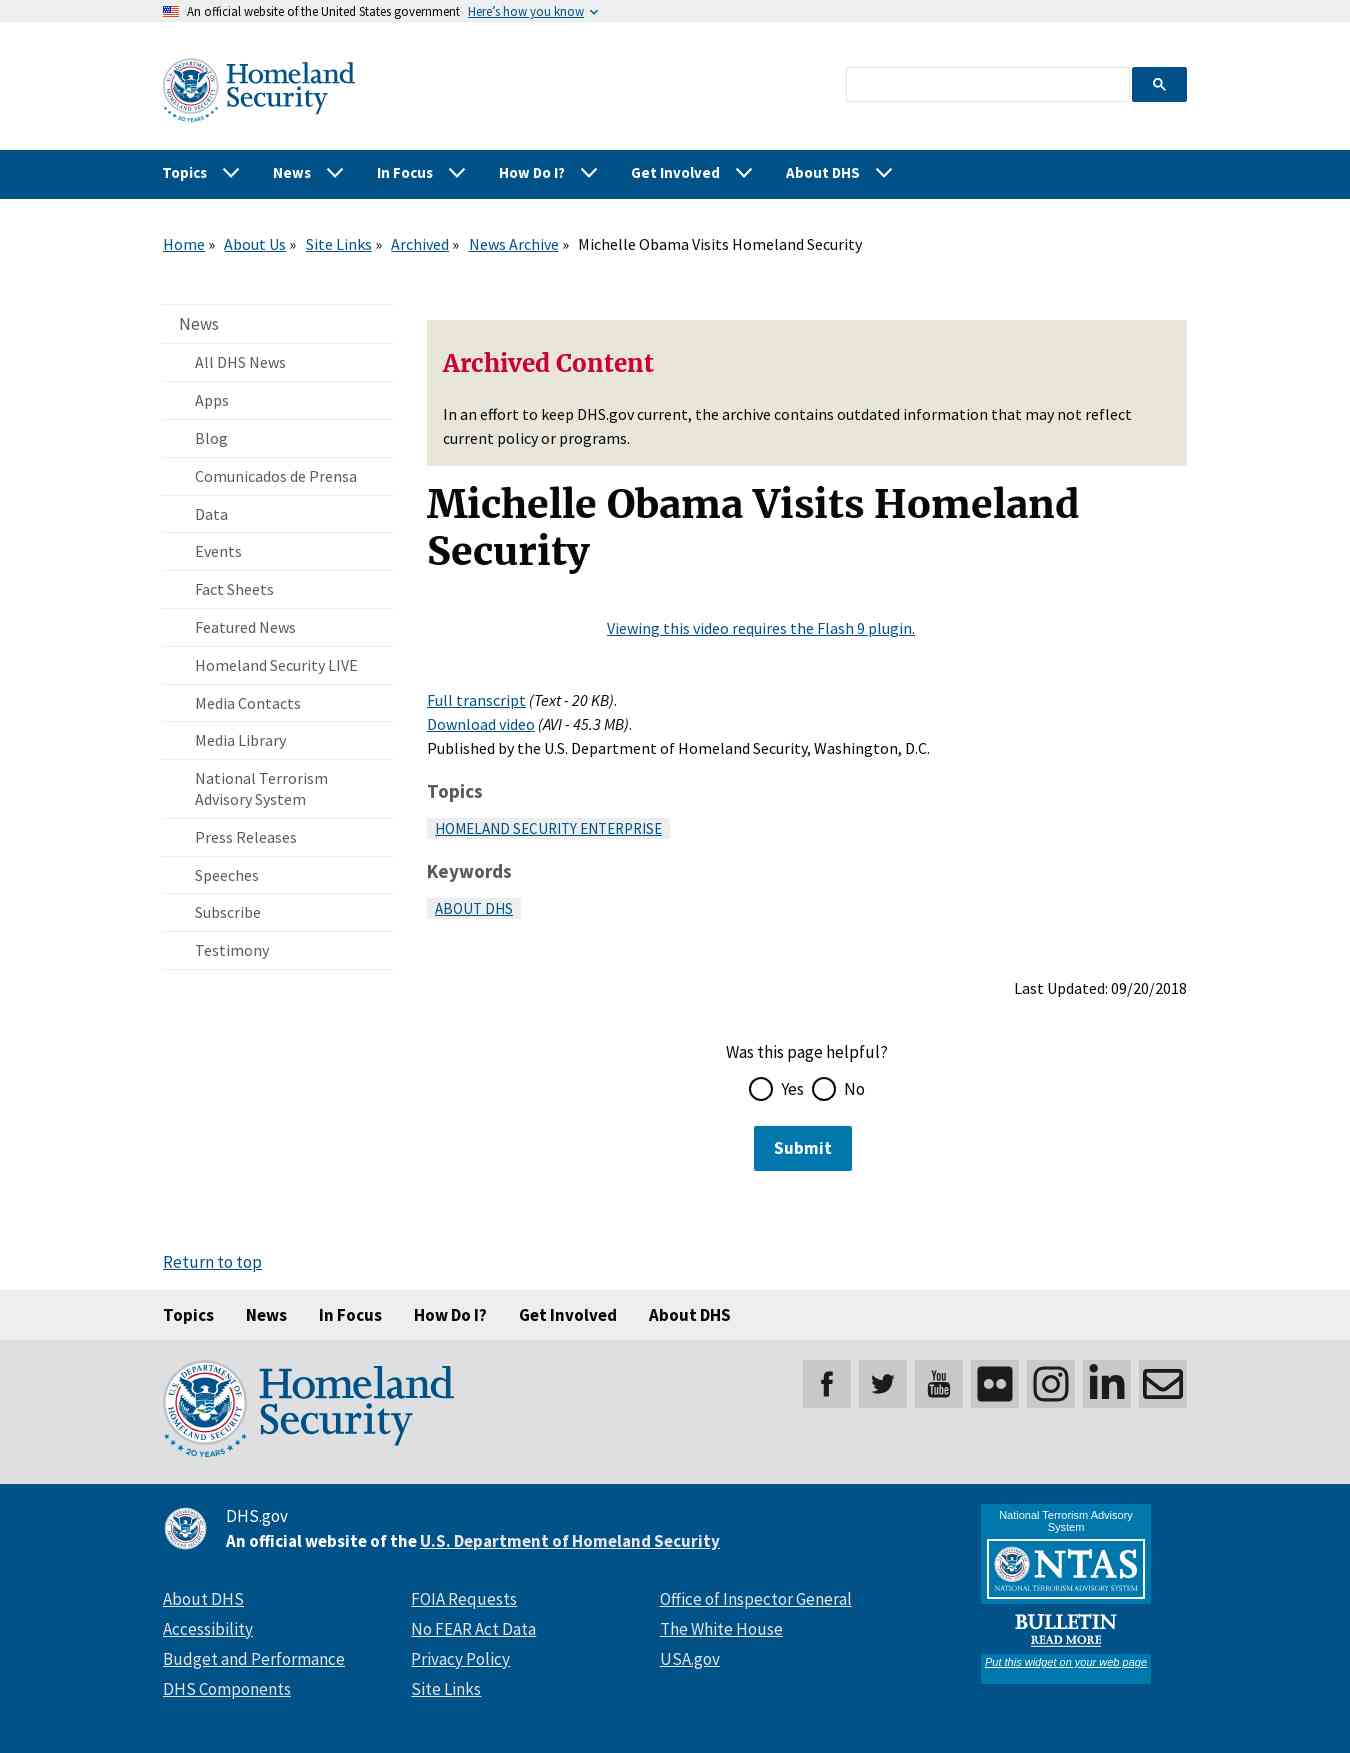 An official website of the United States government Here's how you know
Homeland
Security
20 YEARS
Topics News In Focus How Do I? Get Involved About DHS
Home » About Us » Site Links » Archived » News Archive » Michelle Obama Visits Homeland Security
News
All DHS News
Apps
Blog
Comunicados de Prensa
Data
Events
Fact Sheets
Featured News
Homeland Security LIVE
Media Contacts
Media Library
National Terrorism
Advisory System
Press Releases
Speeches
Subscribe
Testimony
Archived Content
In an effort to keep DHS.gov current, the archive contains outdated information that may not reflect
current policy or programs.
Michelle Obama Visits Homeland
Security
Viewing this video requires the Flash 9 plugin.
Full transcript (Text - 20 KB).
Download video (AVI - 45.3 MB).
Published by the U.S. Department of Homeland Security, Washington, D.C.
Topics
HOMELAND SECURITY ENTERPRISE
Keywords
ABOUT DHS
Last Updated: 09/20/2018
Was this page helpful?
Yes No
Submit
Return to top
Topics News In Focus How Do I? Get Involved About DHS
U.S. DEPARTMENT OF HOMELAND SECURITY
Homeland
Security
20 YEARS
You
Tube
DHS.gov
An official website of the U.S. Department of Homeland Security
About DHS
Accessibility
Budget and Performance
DHS Components
FOIA Requests
No FEAR Act Data
Privacy Policy
Site Links
Office of Inspector General
The White House
USA.gov
National Terrorism Advisory
System
NTAS
NATIONAL TERRORISM ADVISORY SYSTEM
BULLETIN
READ MORE
Put this widget on your web page